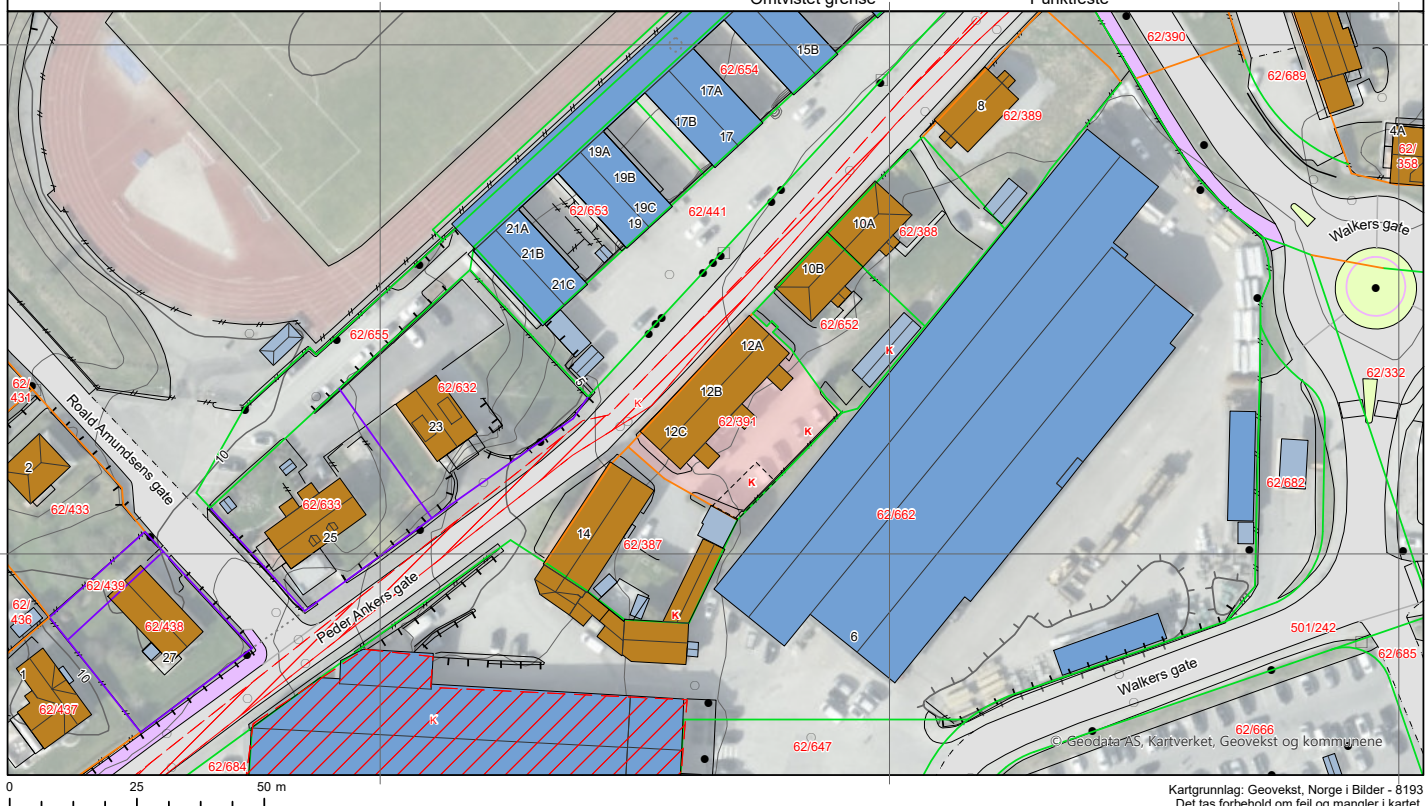 Omtvistet grense
Punktfeste
62/390
15B
62/654
62/689
17A
8
62/389
17B
17
4A
62/
358
19A
19B
62/653
19C
62/441
19
21A
10A
62/388
Walkers gate
21B
10B
21C
62/652
62/655
12A
K
62/332
62/
431
5
62/632
12B
K
62/391
23
12C
K
Roald Amundsens gate
10
2
K
62/682
62/433
62/633
62/662
25
14
62/387
62/439
Peder Ankers gate
62/
436
62/438
K
501/242
27
6
62/685
1
10
Walkers gate
62/437
K
62/666
62/647
© Geodata AS, Kartverket, Geovekst og kommunene
62/684
0
25
50 m
Kartgrunnlag: Geovekst, Norge i Bilder - 8193
Det tas forbehold om feil og mangler i kartet.